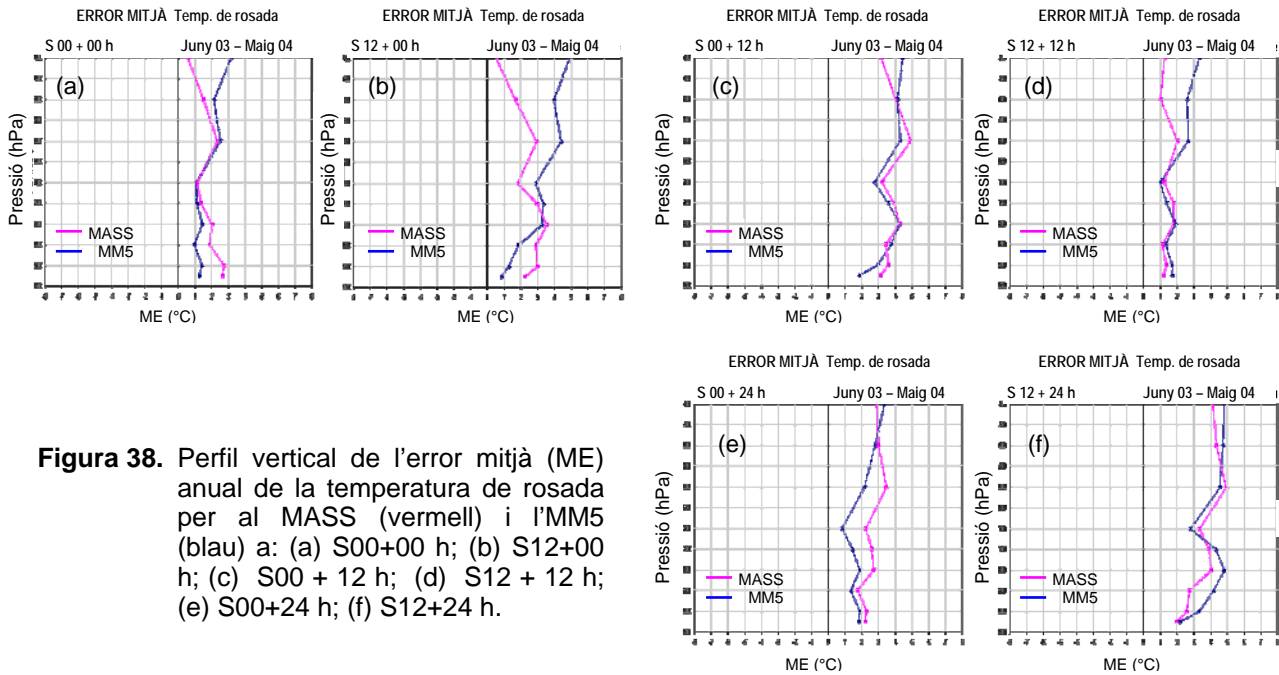 ERROR MITJÀ Temp. de rosada
S 00 + 00 h Juny 03 – Maig 04
(a)
Pressió (hPa)
MASS
MM5
ME (°C)
ERROR MITJÀ Temp. de rosada
S 12 + 00 h Juny 03 – Maig 04
(b)
Pressió (hPa)
MASS
MM5
ME (°C)
ERROR MITJÀ Temp. de rosada
S 00 + 12 h Juny 03 – Maig 04
(c)
Pressió (hPa)
MASS
MM5
ME (°C)
ERROR MITJÀ Temp. de rosada
S 12 + 12 h Juny 03 – Maig 04
(d)
Pressió (hPa)
MASS
MM5
ME (°C)
ERROR MITJÀ Temp. de rosada
S 00 + 24 h Juny 03 – Maig 04
(e)
Pressió (hPa)
MASS
MM5
ME (°C)
ERROR MITJÀ Temp. de rosada
S 12 + 24 h Juny 03 – Maig 04
(f)
Pressió (hPa)
MASS
MM5
ME (°C)
Figura 38. Perfil vertical de l'error mitjà (ME)
anual de la temperatura de rosada
per al MASS (vermell) i l'MM5
(blau) a: (a) S00+00 h; (b) S12+00
h; (c) S00 + 12 h; (d) S12 + 12 h;
(e) S00+24 h; (f) S12+24 h.